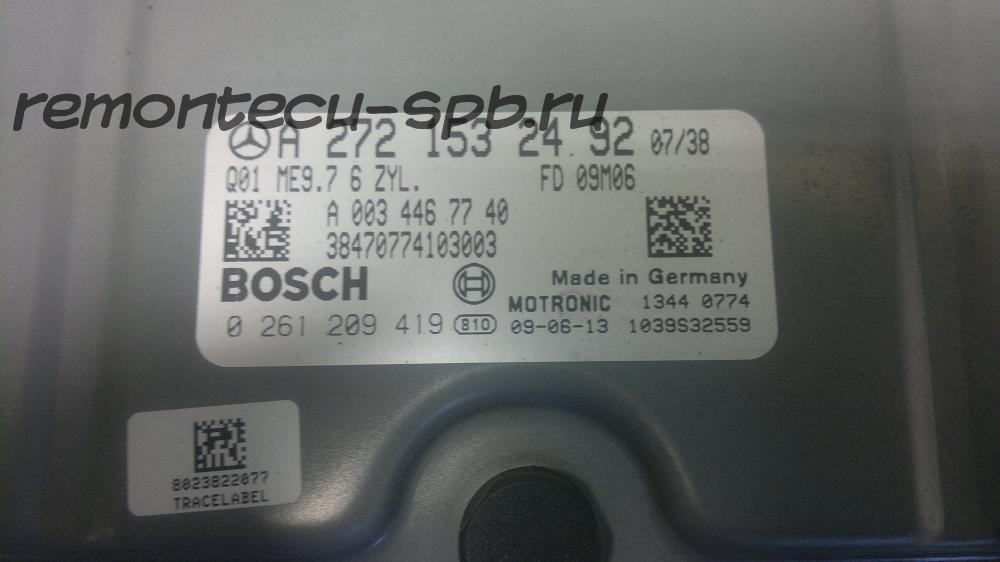 remontecu-spb.ru
A 272 153 24 92 07/38
Q01 ME9.7 6 ZYL. FD 09M06
A 003 446 77 40
38470774103003
BOSCH
Made in Germany
MOTRONIC 1344 0774
0 261 209 419 810 09-06-13 1039S32559
8023822077
TRACELABEL